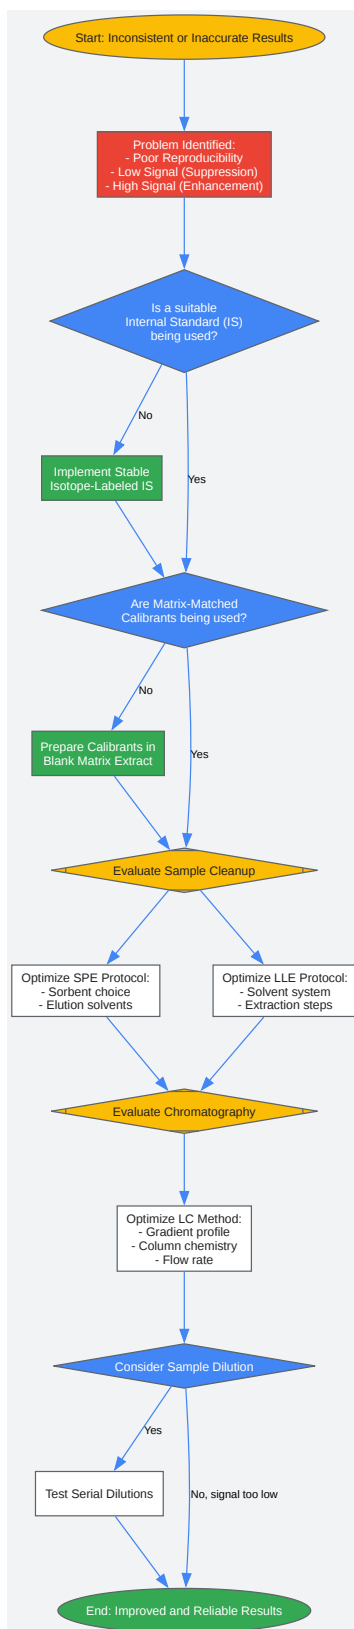 Start: Inconsistent or Inaccurate Results
Problem Identified:
- Poor Reproducibility
- Low Signal (Suppression)
- High Signal (Enhancement)
Is a suitable
Internal Standard (IS)
being used?
No
Implement Stable
Isotope-Labeled IS
Yes
Are Matrix-Matched
Calibrants being used?
No
Prepare Calibrants in
Blank Matrix Extract
Yes
Evaluate Sample Cleanup
Optimize SPE Protocol:
- Sorbent choice
- Elution solvents
Optimize LLE Protocol:
- Solvent system
- Extraction steps
Evaluate Chromatography
Optimize LC Method:
- Gradient profile
- Column chemistry
- Flow rate
Consider Sample Dilution
Yes
Test Serial Dilutions
No, signal too low
End: Improved and Reliable Results